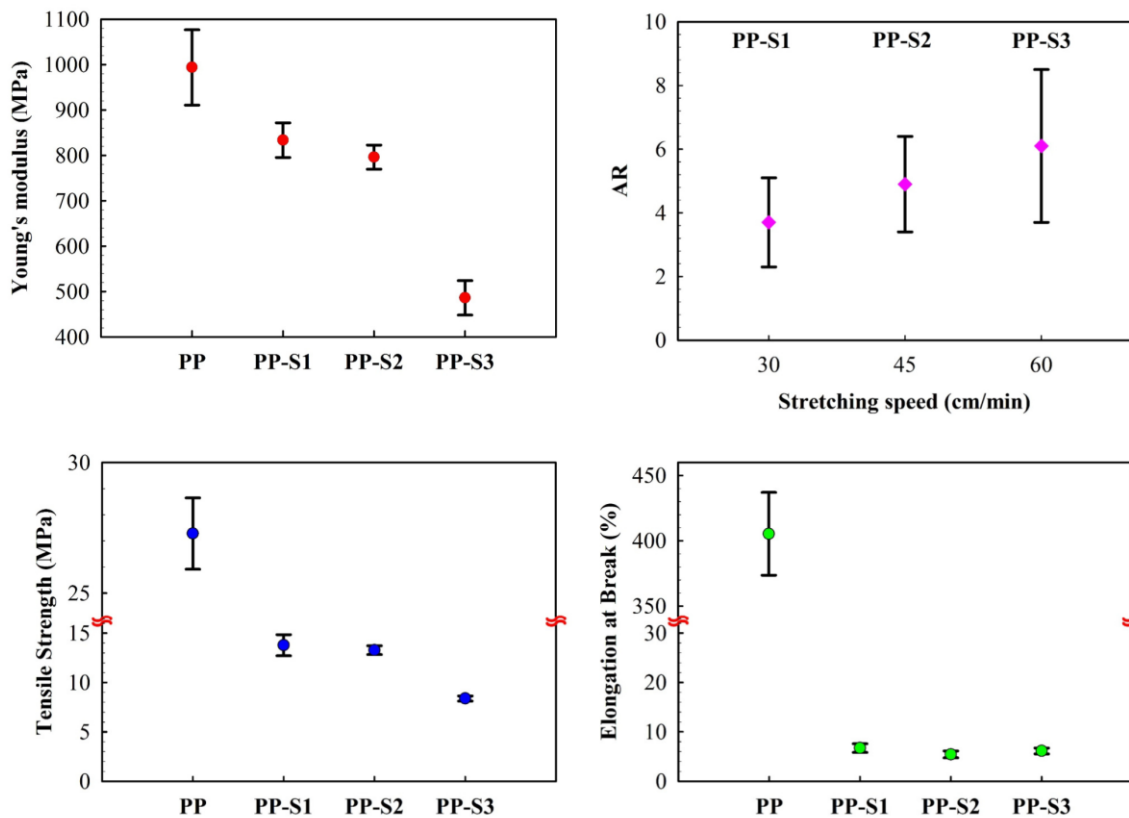 Young's modulus (MPa)
1100
1000
900
800
700
600
500
400
PP PP-S1 PP-S2 PP-S3
AR
10
8
6
4
2
0
PP-S1 PP-S2 PP-S3
30 45 60
Stretching speed (cm/min)
Tensile Strength (MPa)
30
25
15
10
5
0
PP PP-S1 PP-S2 PP-S3
Elongation at Break (%)
450
400
350
30
20
10
0
PP PP-S1 PP-S2 PP-S3